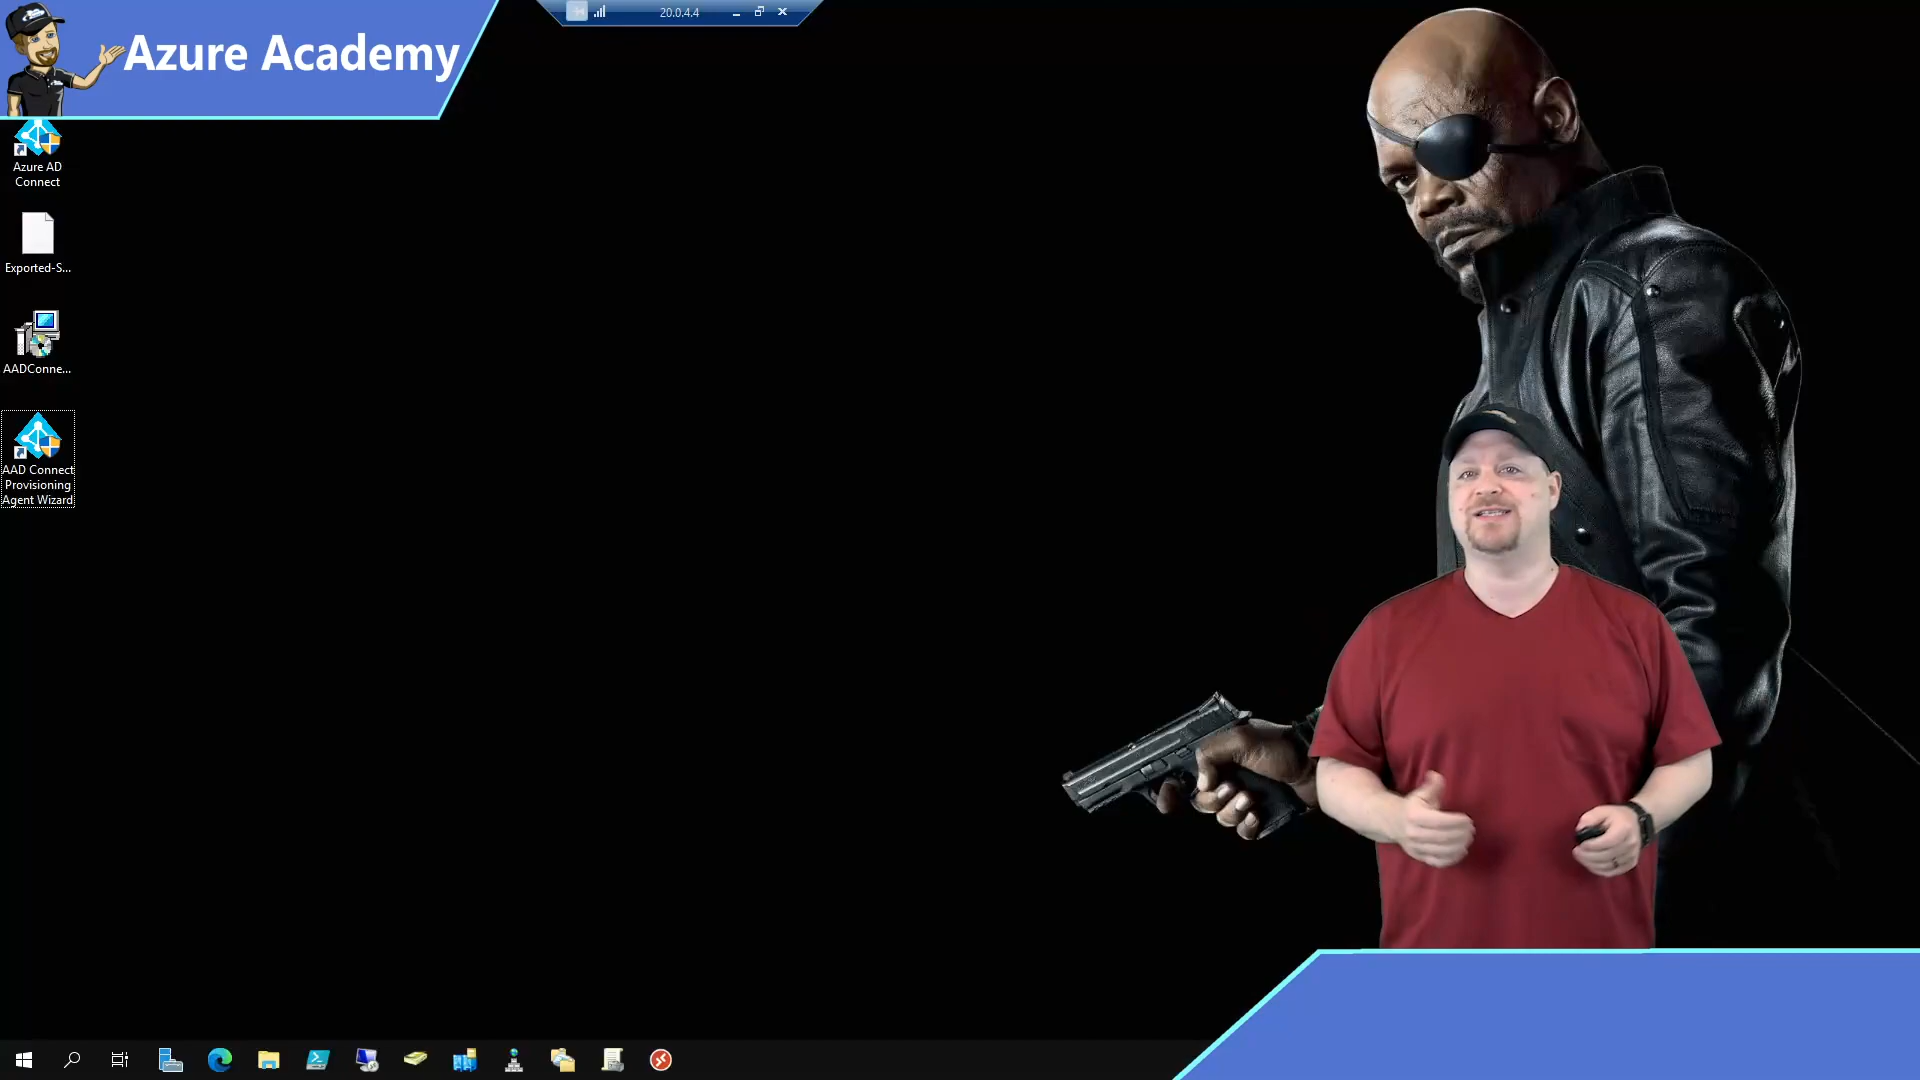 Azure Academy
20.0.4.4
Azure AD
Connect
Exported-S...
AADConne...
AAD Connect
Provisioning
Agent Wizard